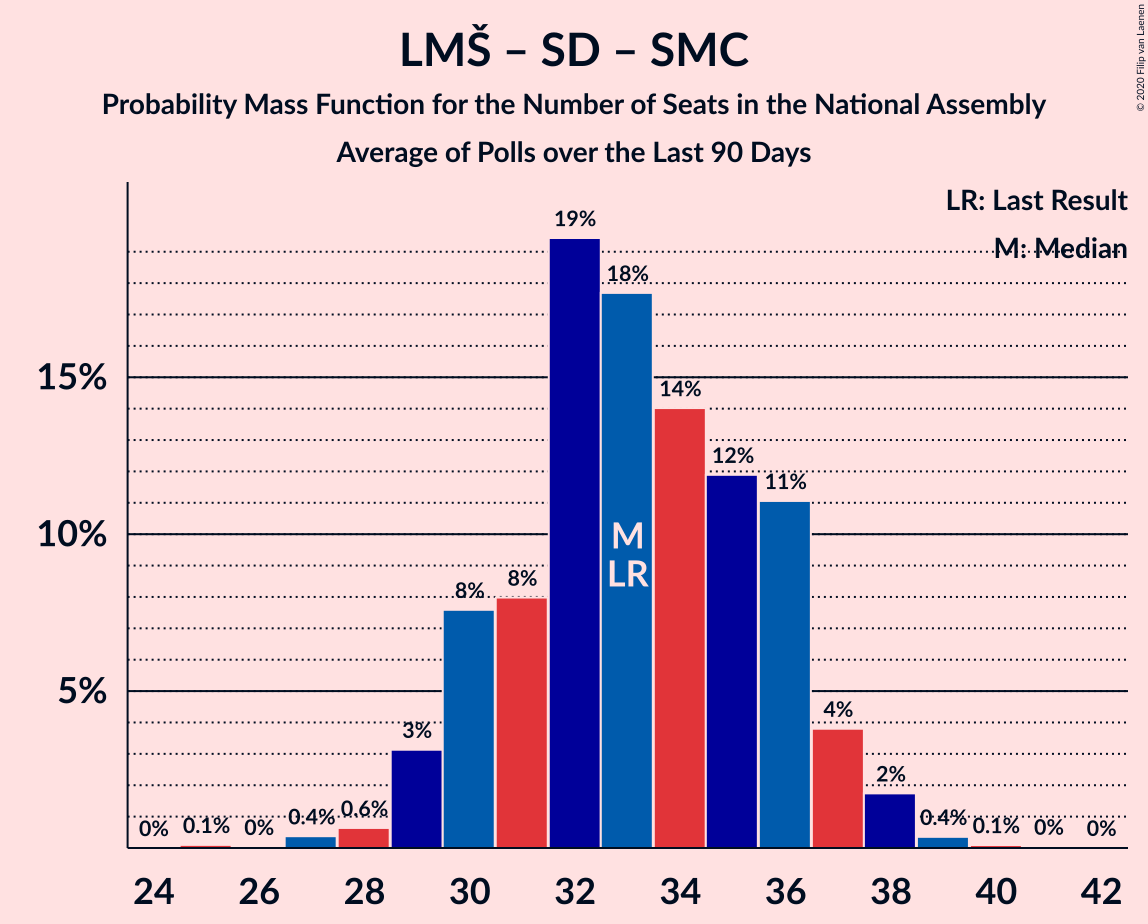 LMŠ – SD – SMC
Probability Mass Function for the Number of Seats in the National Assembly
Average of Polls over the Last 90 Days
© 2020 Filip van Laenen
LR: Last Result
M: Median
15%
10%
5%
0%
0.1%
0%
0.4%
0.6%
3%
8%
8%
19%
18%
14%
12%
11%
4%
2%
0.4%
0.1%
0%
0%
M
LR
24 26 28 30 32 34 36 38 40 42